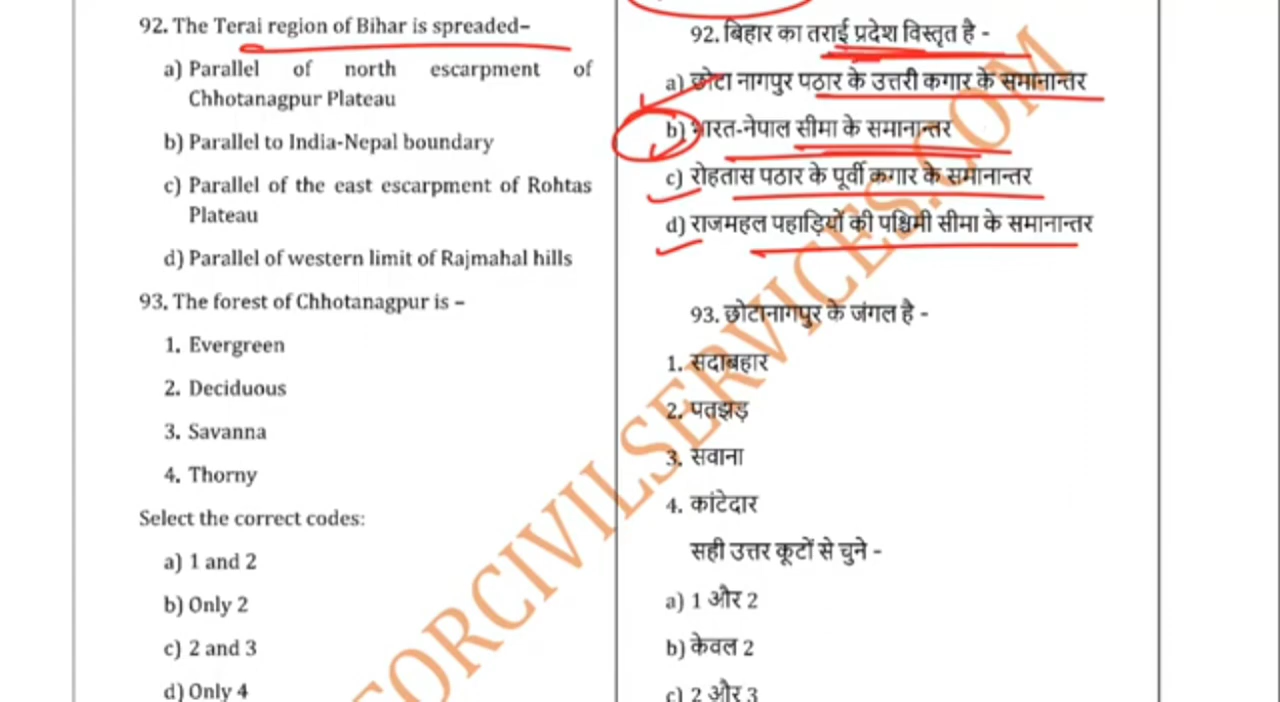 92. The Terai region of Bihar is spreaded–
a) Parallel of north escarpment of
Chhotanagpur Plateau
b) Parallel to India-Nepal boundary
c) Parallel of the east escarpment of Rohtas
Plateau
d) Parallel of western limit of Rajmahal hills
93. The forest of Chhotanagpur is –
1. Evergreen
2. Deciduous
3. Savanna
4. Thorny
Select the correct codes:
a) 1 and 2
b) Only 2
c) 2 and 3
d) Only 4
92. बिहार का तराई प्रदेश विस्तृत है -
a) छोटा नागपुर पठार के उत्तरी कगार के समानान्तर
b) भारत-नेपाल सीमा के समानान्तर
c) रोहतास पठार के पूर्वी कगार के समानान्तर
d) राजमहल पहाड़ियों की पश्चिमी सीमा के समानान्तर
93. छोटानागपुर के जंगल है -
1. सदाबहार
2. पतझड़
3. सवाना
4. कांटेदार
सही उत्तर कूटों से चुने -
a) 1 और 2
b) केवल 2
c) 2 और 3
FORCIVILSERVICES.COM